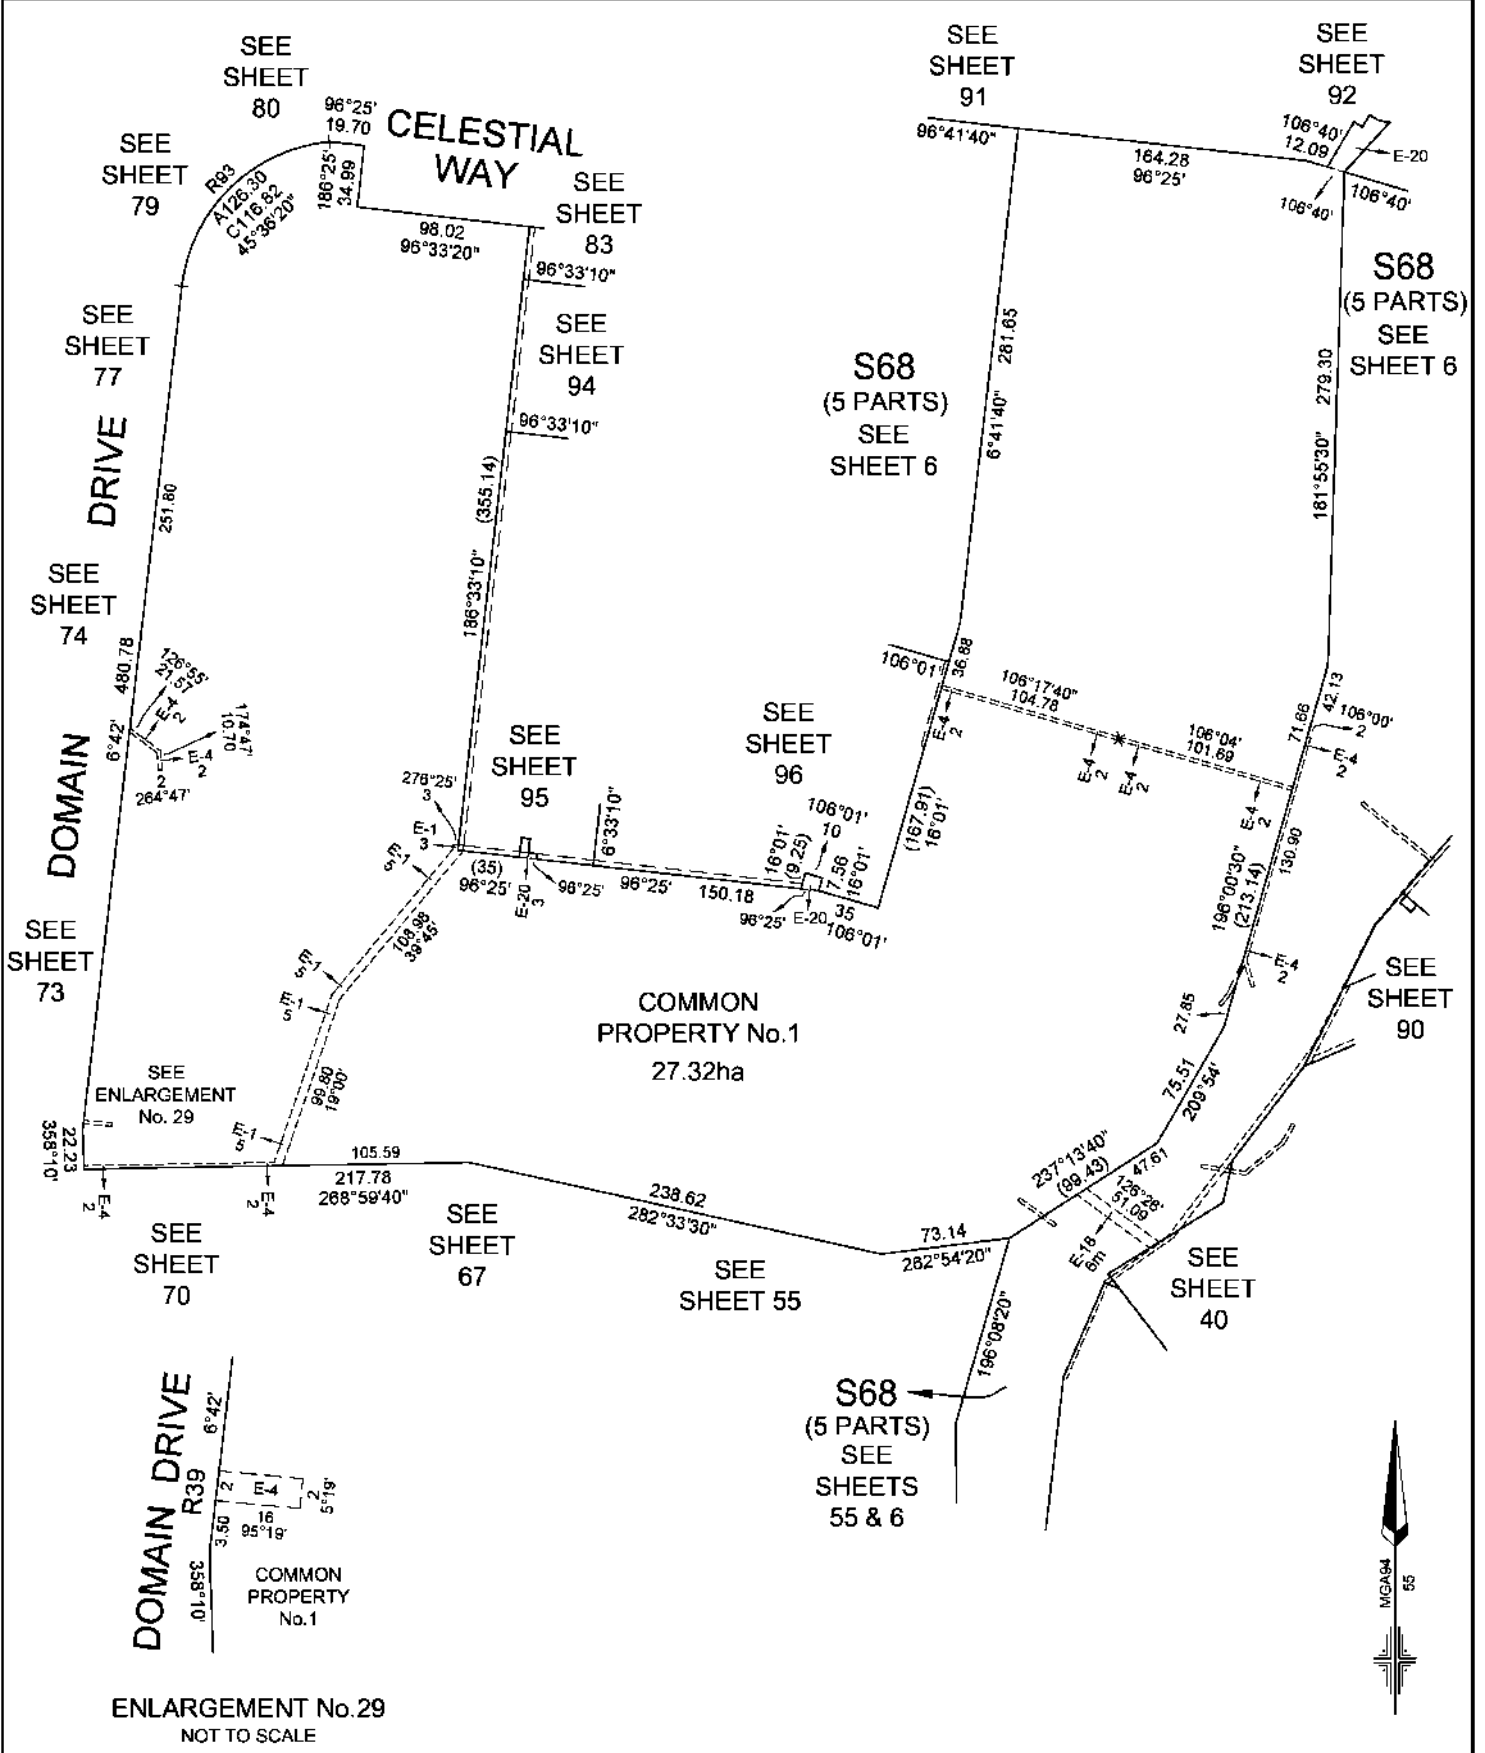 SEE
SHEET
80
SEE
SHEET
79
96°25'
19.70
CELESTIAL
WAY
R93
A126.30
C116.82
45°36'20"
186°25'
34.99
98.02
96°33'20"
SEE
SHEET
83
96°33'10"
SEE
SHEET
91
96°41'40"
SEE
SHEET
92
106°40'
12.09
E-20
164.28
96°25'
106°40'
106°40'
SEE
SHEET
77
SEE
SHEET
94
96°33'10"
281.65
6°41'40"
S68
(5 PARTS)
SEE
SHEET 6
S68
(5 PARTS)
SEE
SHEET 6
279.30
181°55'30"
DOMAIN DRIVE
251.80
(355.14)
186°33'10"
SEE
SHEET
74
480.78
6°42'
126°55'
21.57
E-4
2
174°47'
10.70
E-4
2
2
264°47'
106°01'
36.88
E-4
2
106°17'40"
104.78
E-4
2
E-4
2
106°04'
101.69
E-4
2
71.66
42.13
106°00'
2
E-4
2
SEE
SHEET
95
SEE
SHEET
96
276°25'
3
E-1
3
E-1
5
(35)
96°25'
E-20
3
96°25'
6°33'10"
96°25'
150.18
16°01'
(9.25)
106°01'
10
7.56
16°01'
96°25'
E-20
35
106°01'
(167.91)
16°01'
196°00'30"
(213.14)
130.90
E-4
2
SEE
SHEET
73
108.98
39°45'
E-1
5
E-1
5
COMMON
PROPERTY No.1
27.32ha
27.85
SEE
SHEET
90
SEE
ENLARGEMENT
No. 29
99.80
19°00'
E-1
5
75.51
209°54'
22.23
358°10'
E-4
2
E-4
2
105.59
217.78
268°59'40"
238.62
282°33'30"
73.14
262°54'20"
237°13'40"
(99.43)
47.61
126°26'
51.09
E-18
6m
SEE
SHEET
70
SEE
SHEET
67
SEE
SHEET 55
SEE
SHEET
40
196°08'20"
S68
(5 PARTS)
SEE
SHEETS
55 & 6
DOMAIN DRIVE
6°42'
R39
2
E-4
2
5°19'
16
95°19'
3.50
358°10'
COMMON
PROPERTY
No.1
MGA94
55
ENLARGEMENT No.29
NOT TO SCALE